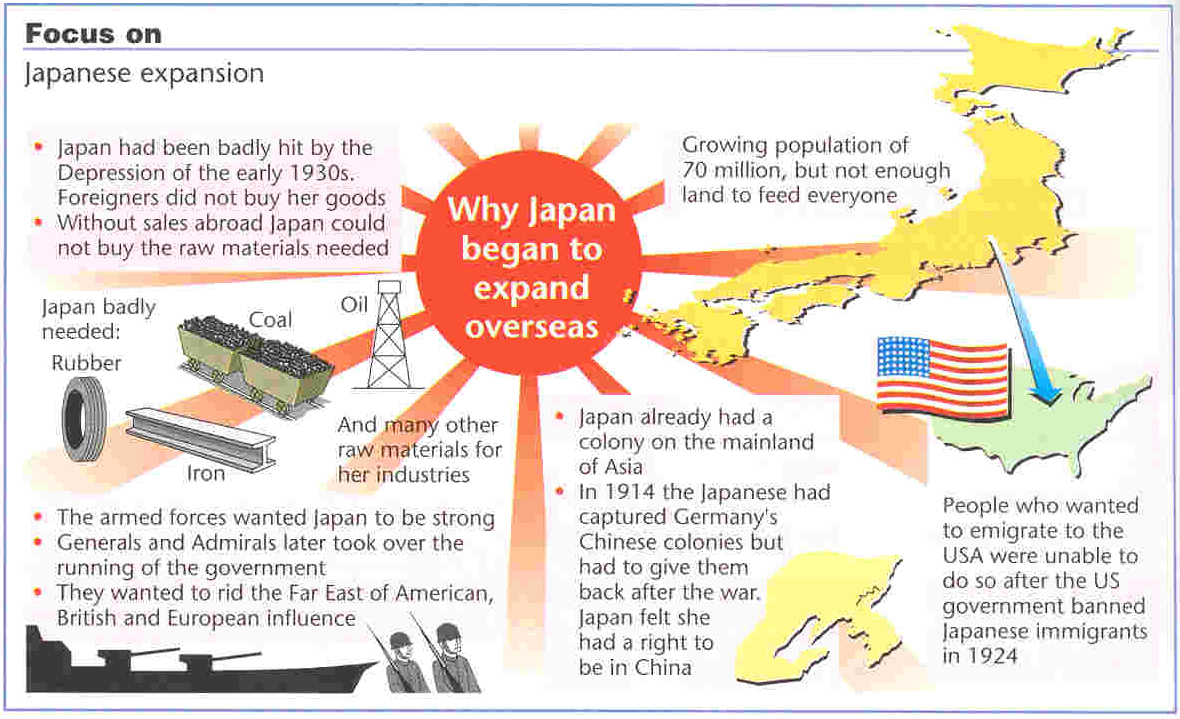 Focus on
Japanese expansion
• Japan had been badly hit by the
Depression of the early 1930s.
Foreigners did not buy her goods
• Without sales abroad Japan could
not buy the raw materials needed
Why Japan
began to
expand
overseas
Growing population of
70 million, but not enough
land to feed everyone
Japan badly
needed:
Rubber
Coal
Oil
Iron
And many other
raw materials for
her industries
• The armed forces wanted Japan to be strong
• Generals and Admirals later took over the
running of the government
• They wanted to rid the Far East of American,
British and European influence
• Japan already had a
colony on the mainland
of Asia
• In 1914 the Japanese had
captured Germany's
Chinese colonies but
had to give them
back after the war.
Japan felt she
had a right to
be in China
People who wanted
to emigrate to the
USA were unable to
do so after the US
government banned
Japanese immigrants
in 1924